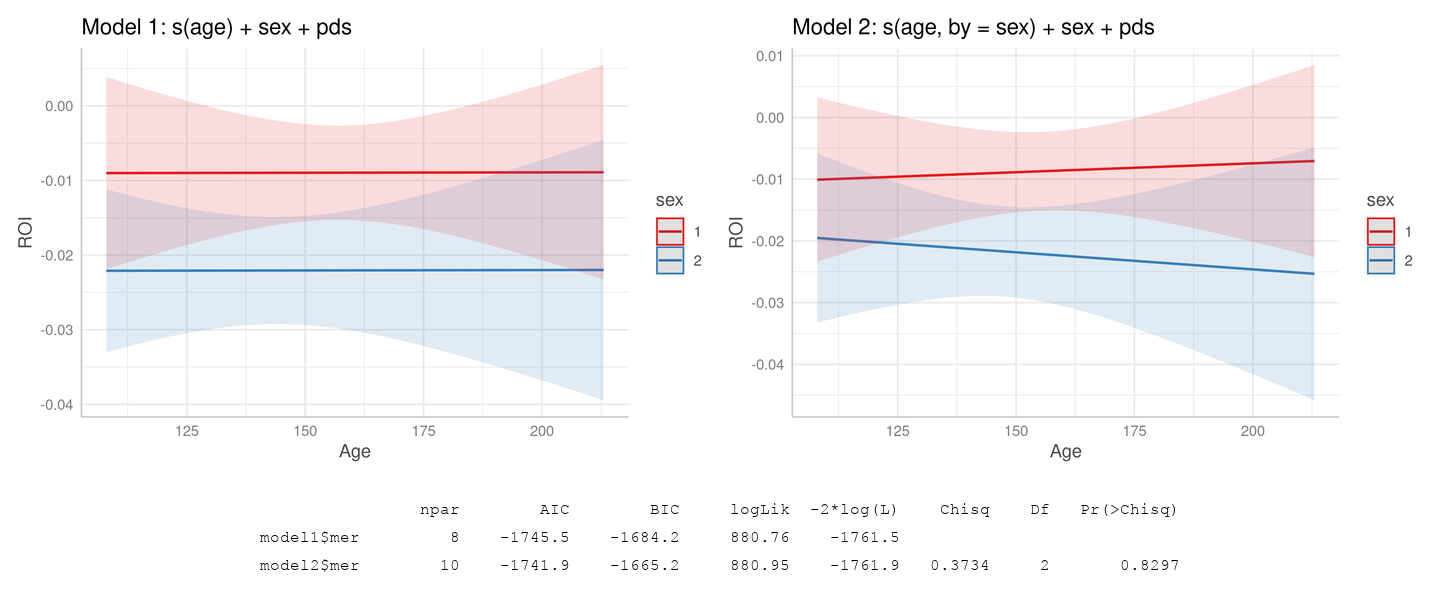 Model 1: s(age) + sex + pds
0.00
-0.01
-0.02
-0.03
-0.04
ROI
125
150
175
200
Age
sex
1
2
Model 2: s(age, by = sex) + sex + pds
0.01
0.00
-0.01
-0.02
-0.03
-0.04
ROI
125
150
175
200
Age
sex
1
2
npar AIC BIC logLik -2*log(L) Chisq Df Pr(>Chisq)
model1$mer 8 -1745.5 -1684.2 880.76 -1761.5
model2$mer 10 -1741.9 -1665.2 880.95 -1761.9 0.3734 2 0.8297